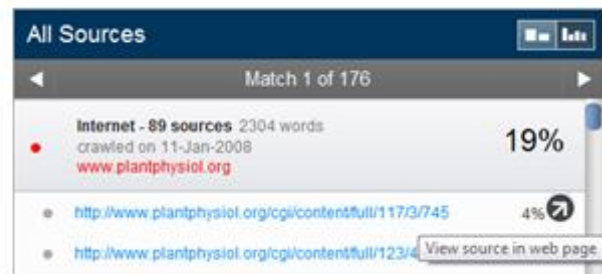 All Sources
Match 1 of 176
Internet - 89 sources 2304 words
19%
crawled on 11-Jan-2008
www.plantphysiol.org
http://www.plantphysiol.org/cgi/content/full/117/3/745
4%
http://www.plantphysiol.org/cgi/content/full/123/4
View source in web page